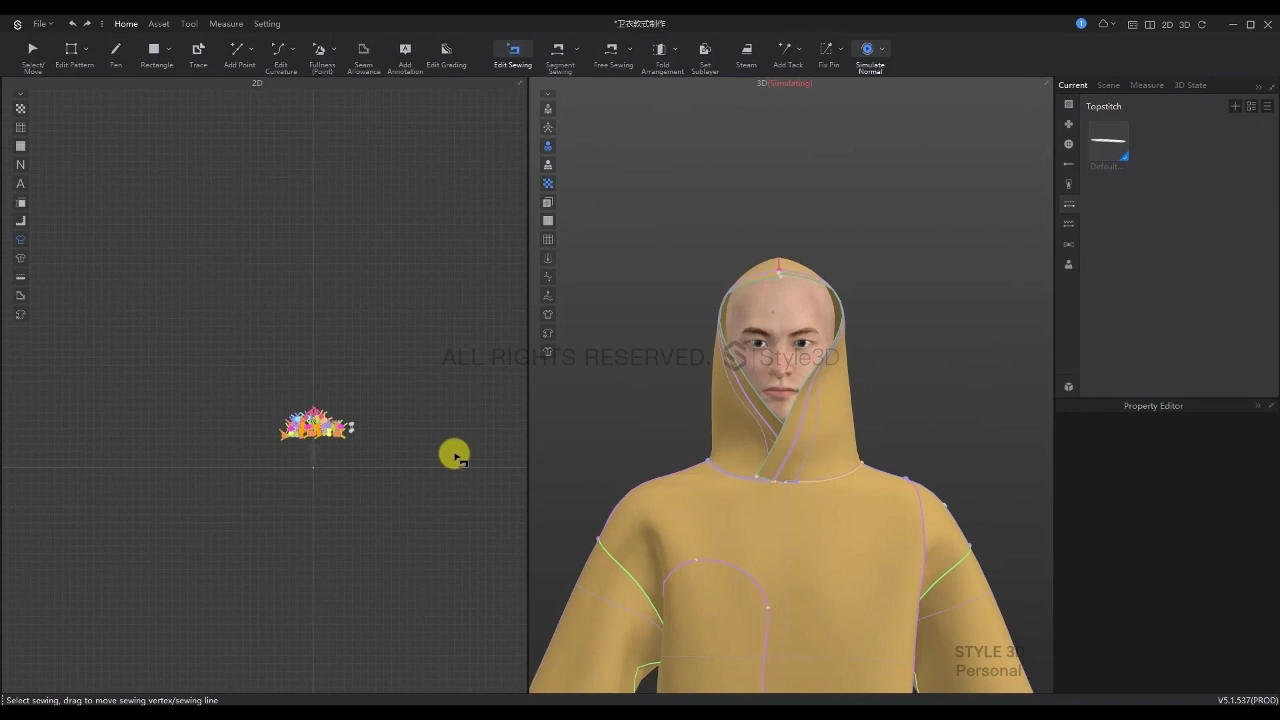 File
Home
Asset
Tool
Measure
Setting
*卫衣款式制作
1
2D
3D
Select/
Move
Edit Pattern
Pen
Rectangle
Trace
Add Point
Edit
Curvature
Fullness
(Point)
Seam
Allowance
Add
Annotation
Edit Grading
Edit Sewing
Segment
Sewing
Free Sewing
Fold
Arrangement
Set
Sublayer
Steam
Add Tack
Fix Pin
Simulate
Normal
2D
3D(Simulating)
Current
Scene
Measure
3D State
Topstitch
Default...
Property Editor
N
A
ALL RIGHTS RESERVED.
Style3D
STYLE 3D
Personal
Select sewing, drag to move sewing vertex/sewing line
V5.1.537(PROD)